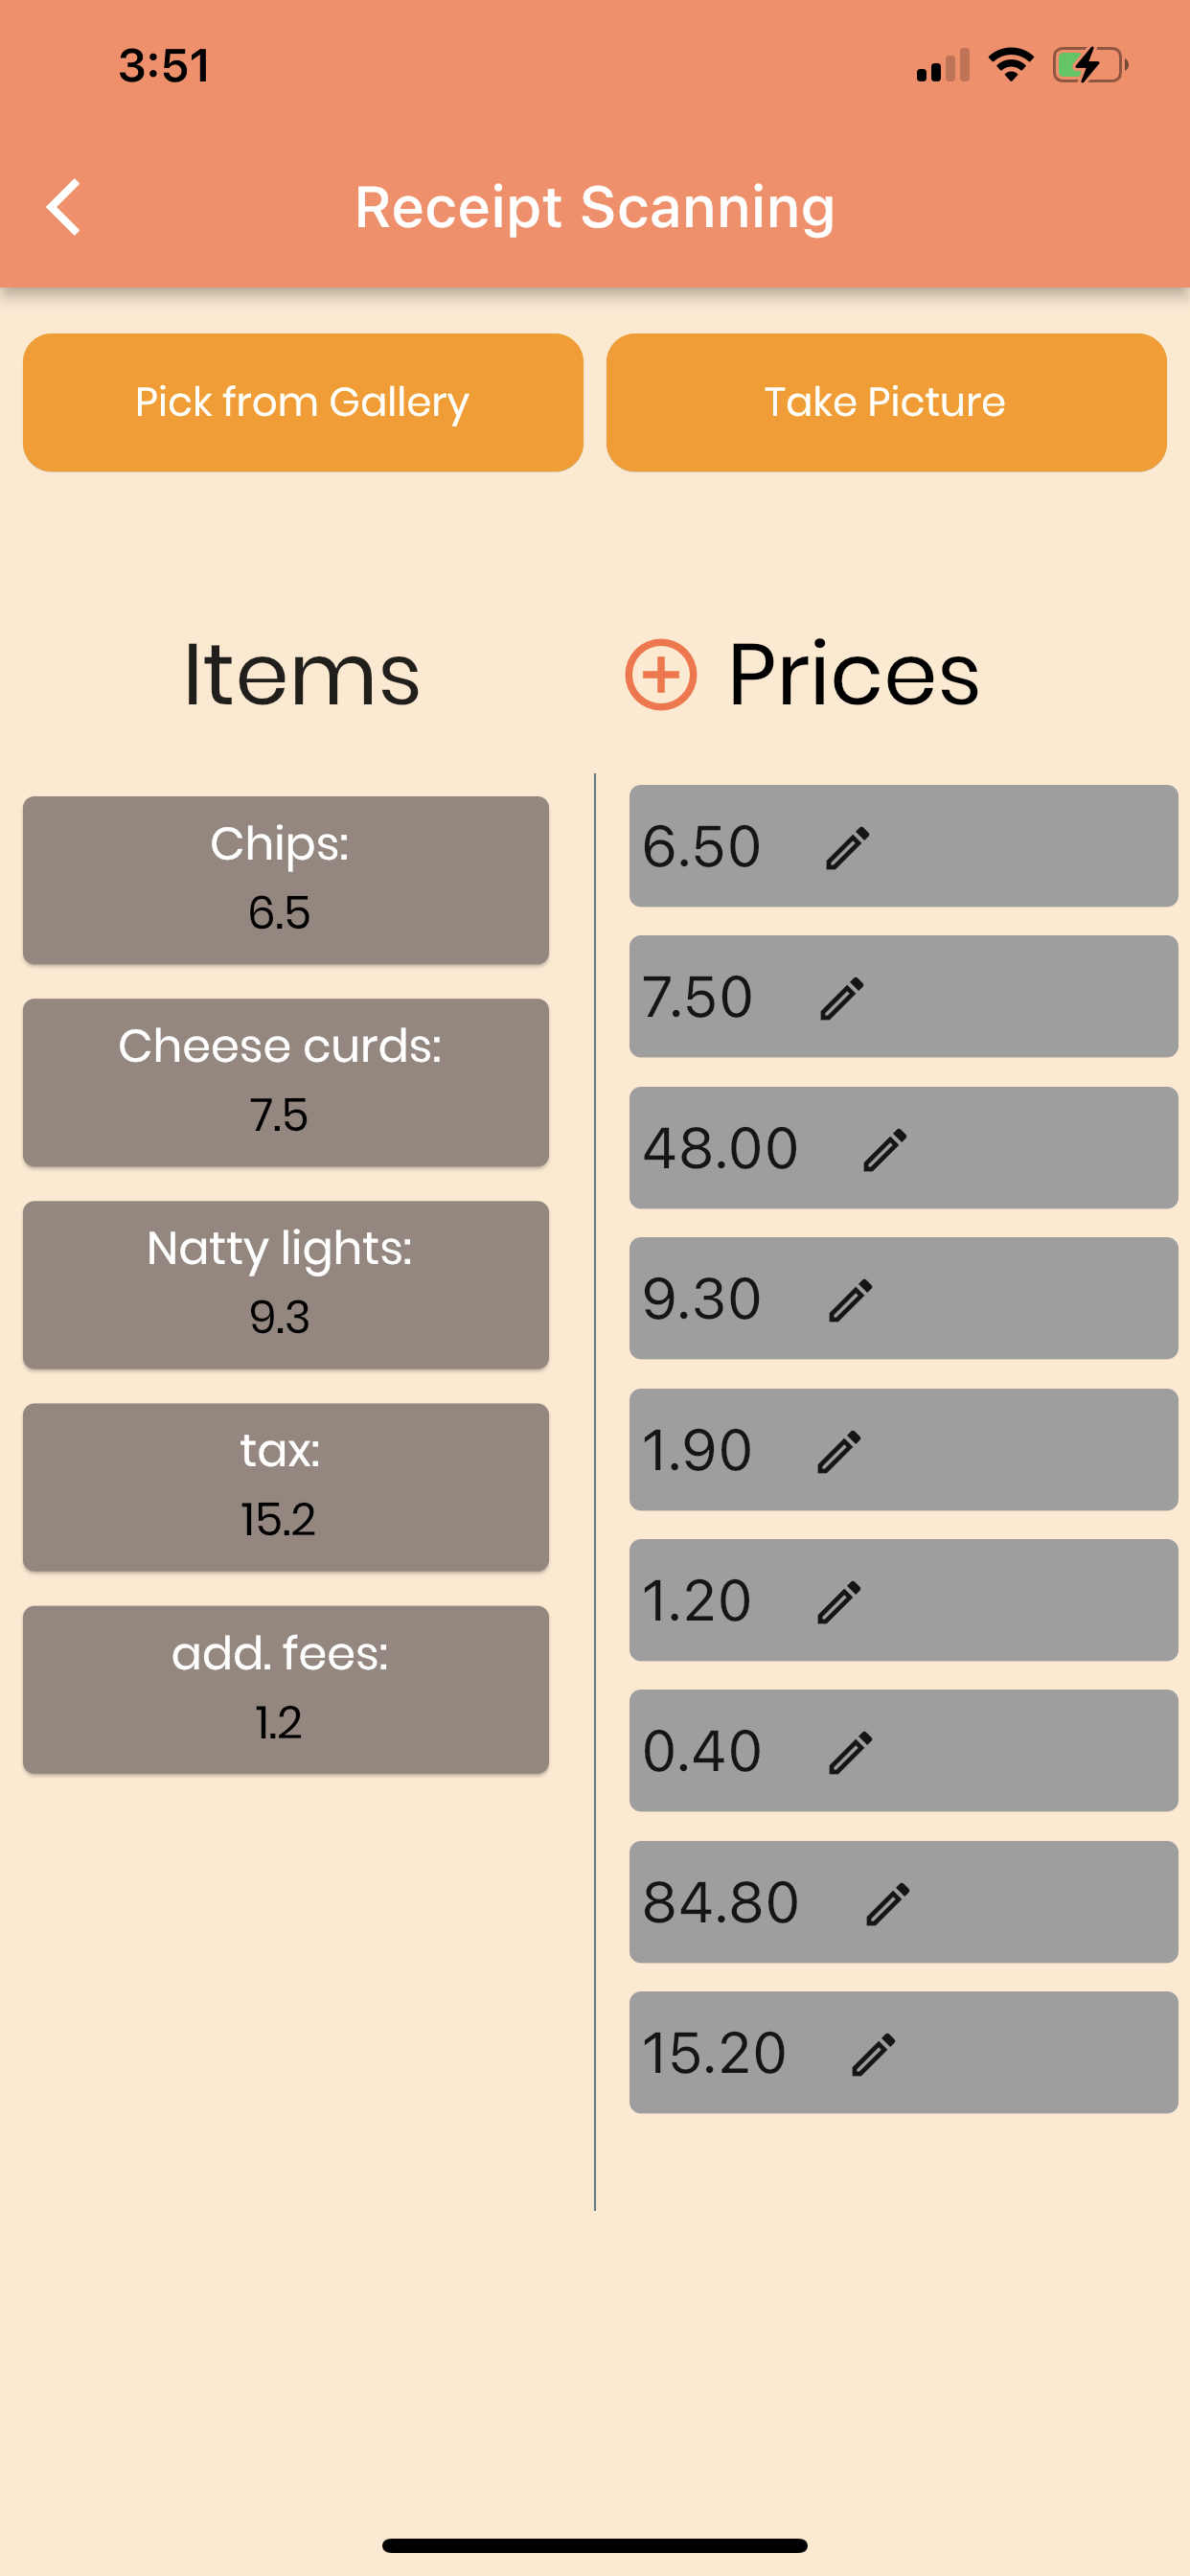 3:51
Receipt Scanning
Pick from Gallery
Take Picture
Items
Prices
Chips:
6.5
Cheese curds:
7.5
Natty lights:
9.3
tax:
15.2
add. fees:
1.2
6.50
7.50
48.00
9.30
1.90
1.20
0.40
84.80
15.20